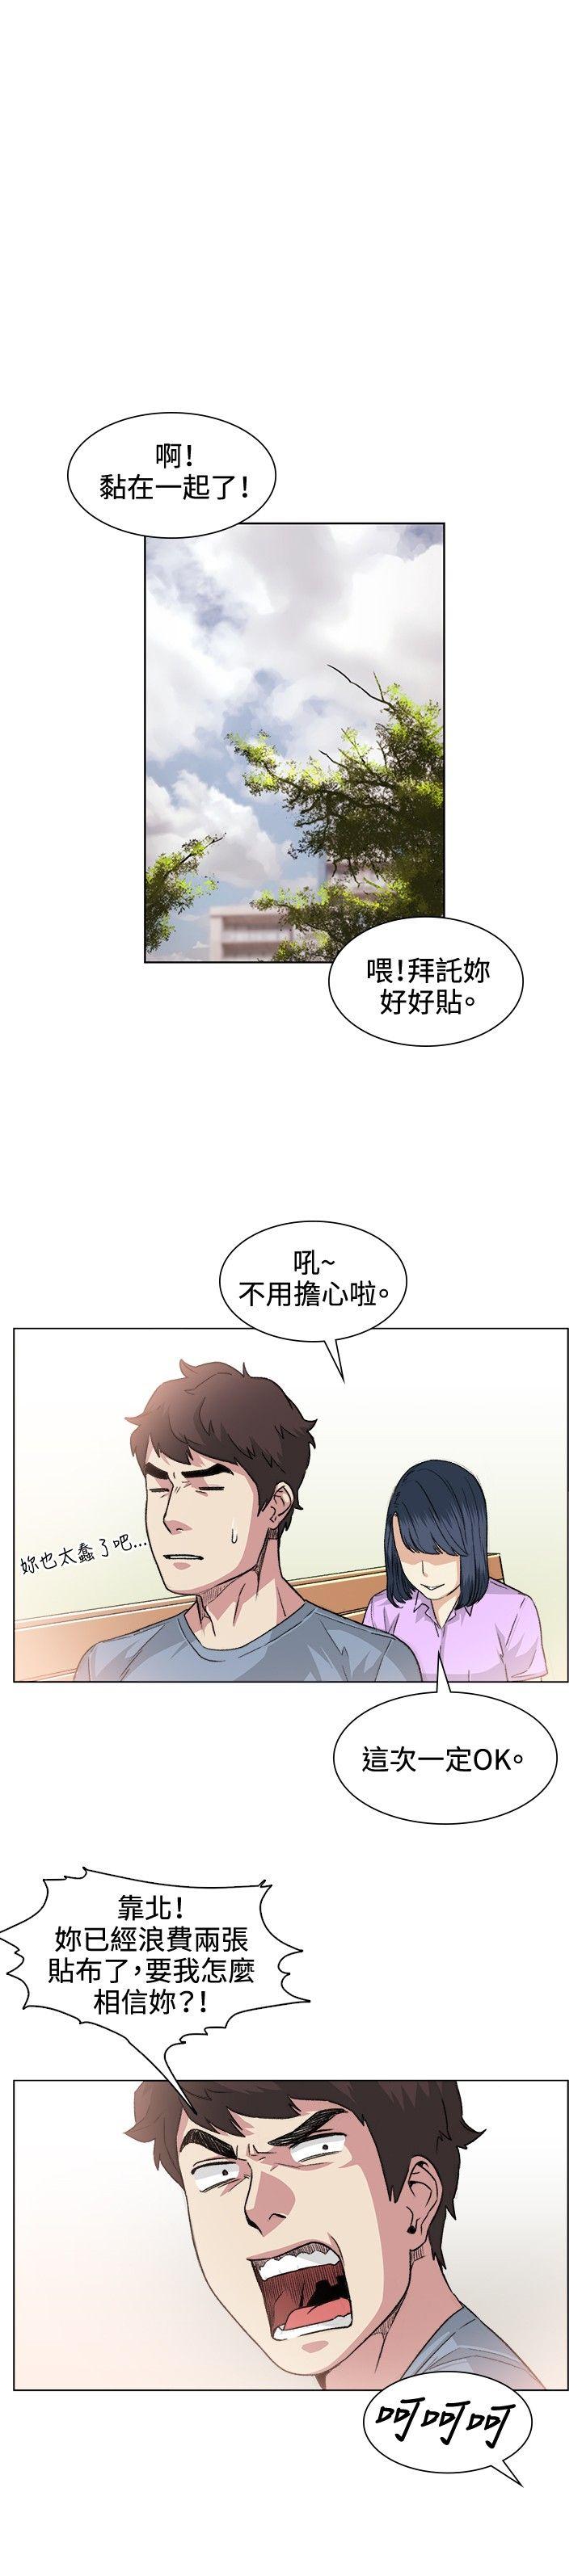 啊！
黏在一起了！
喂！拜託妳
好好貼。
吼~
不用擔心啦。
妳也太蠢了吧...
這次一定OK。
靠北！
妳已經浪費兩張
貼布了，要我怎麼
相信妳？！
呵呵呵